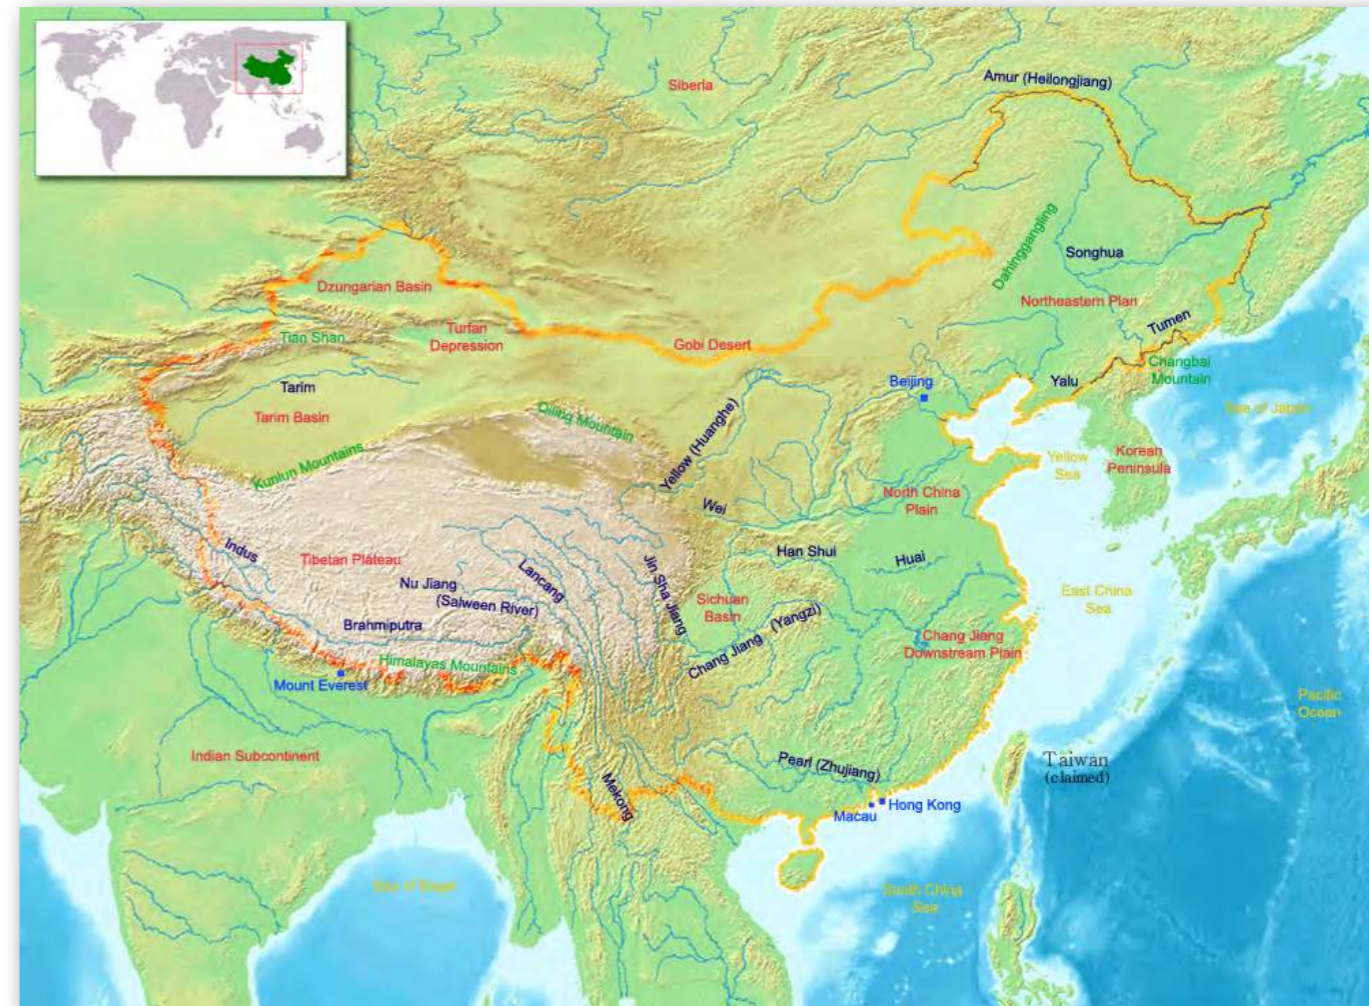 Amur (Heilongjiang)
Siberia
Dahinggangling
Songhua
Dzungarian Basin
Northeastern Plan
Turfan
Depression
Tian Shan
Gobi Desert
Tumen
Changbai
Mountain
Tarim
Beijing
Yalu
Tarim Basin
Qiling Mountain
Sea of Japan
Yellow (Huanghe)
Kunlun Mountains
Yellow
Sea
Korean
Peninsula
North China
Plain
Wei
Indus
Tibetan Plateau
Han Shui
Huai
Nu Jiang
(Salween River)
Lancang
Jin Sha Jiang
Sichuan
Basin
East China
Sea
Brahmiputra
Chang Jiang (Yangzi)
Chang Jiang
Downstream Plain
Himalayas Mountains
Mount Everest
Pacific
Ocean
Indian Subcontinent
Pearl (Zhujiang)
Taiwan
(claimed)
Mekong
Macau
Hong Kong
South China
Sea